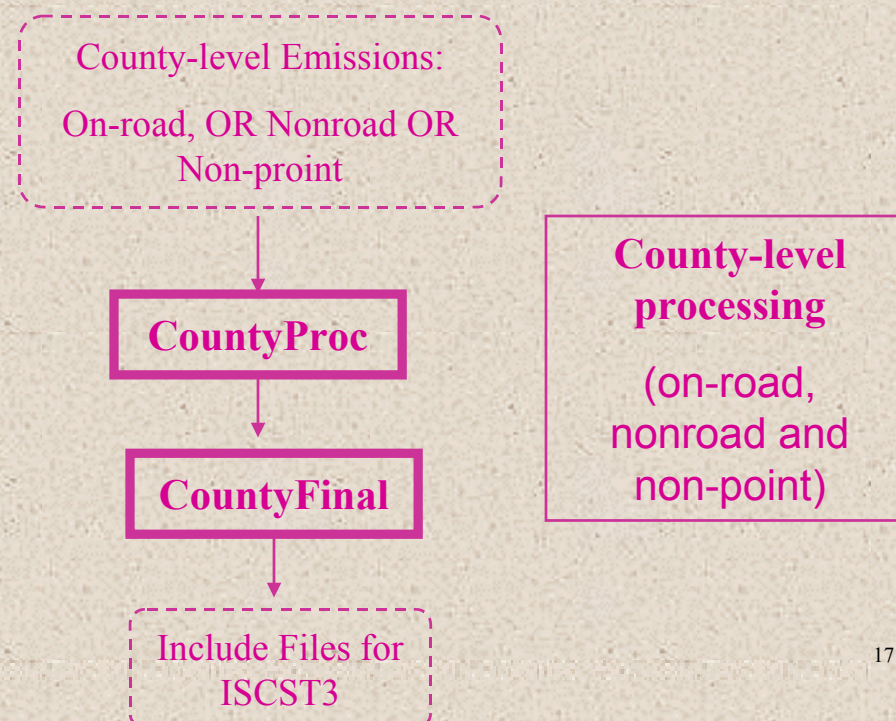 County-level Emissions:
On-road, OR Nonroad OR
Non-proint
CountyProc
CountyFinal
Include Files for
ISCST3
County-level
processing
(on-road,
nonroad and
non-point)
17